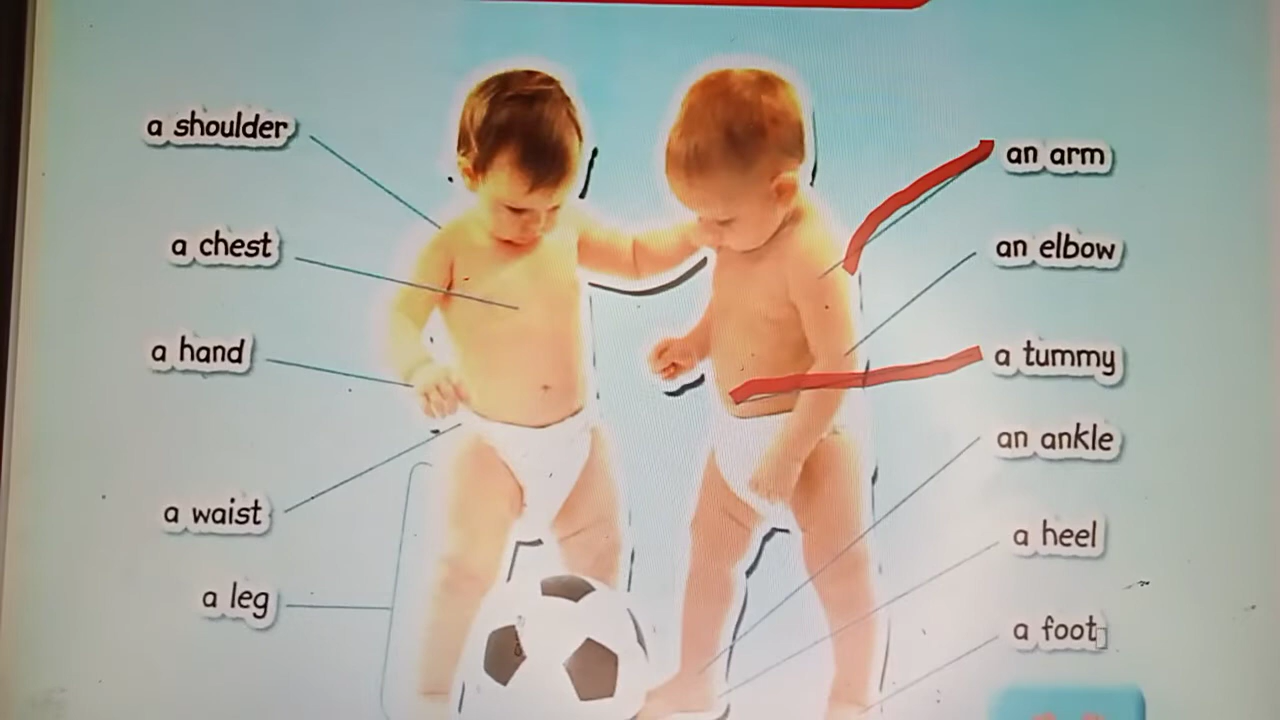 a shoulder
a chest
a hand
a waist
a leg
an arm
an elbow
a tummy
an ankle
a heel
a foot